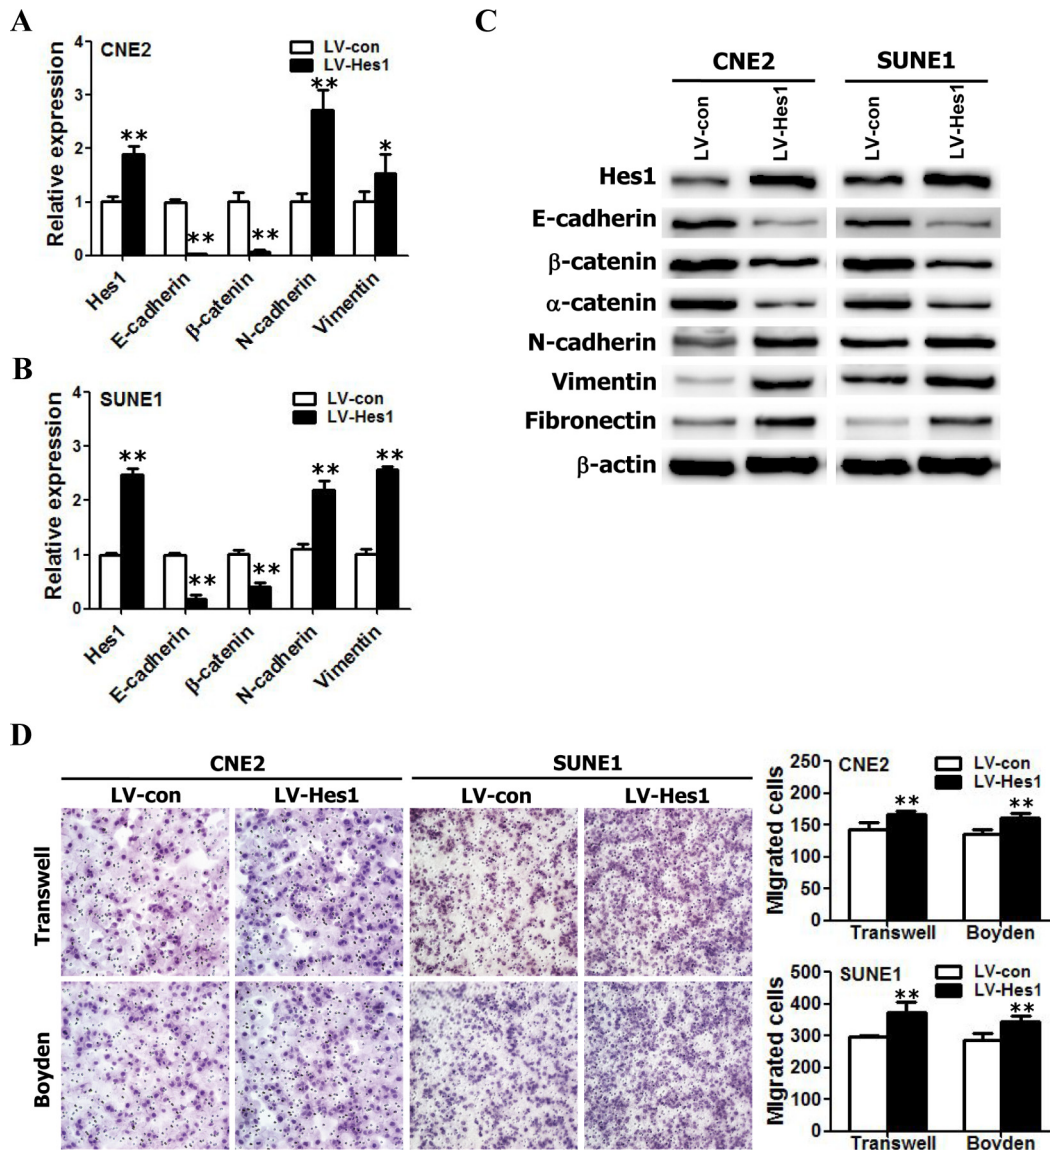 A
CNE2
LV-con
LV-Hes1
Relative expression
4
3
2
1
0
**
**
**
**
*
Hes1
E-cadherin
β-catenin
N-cadherin
Vimentin
B
SUNE1
LV-con
LV-Hes1
Relative expression
4
3
2
1
0
**
**
**
**
**
Hes1
E-cadherin
β-catenin
N-cadherin
Vimentin
C
CNE2 SUNE1
LV-con LV-Hes1 LV-con LV-Hes1
Hes1
E-cadherin
β-catenin
α-catenin
N-cadherin
Vimentin
Fibronectin
β-actin
D
CNE2 SUNE1
LV-con LV-Hes1 LV-con LV-Hes1
Transwell
Boyden
CNE2
LV-con
LV-Hes1
MIgrated cells
250
200
150
100
50
0
** **
Transwell Boyden
SUNE1
LV-con
LV-Hes1
MIgrated cells
500
400
300
200
100
0
** **
Transwell Boyden